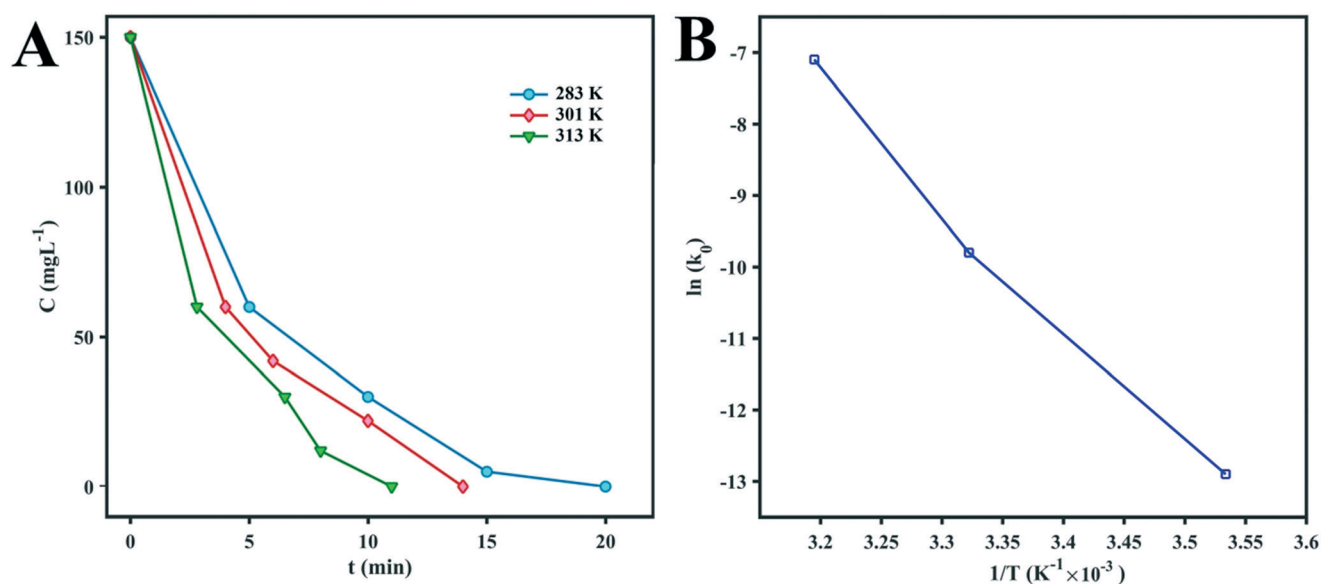 A
150
100
50
0
C (mgL⁻¹)
283 K
301 K
313 K
0 5 10 15 20
t (min)
B
-7
-8
-9
-10
-11
-12
-13
ln (k₀)
3.2 3.25 3.3 3.35 3.4 3.45 3.5 3.55 3.6
1/T (K⁻¹ ×10⁻³)